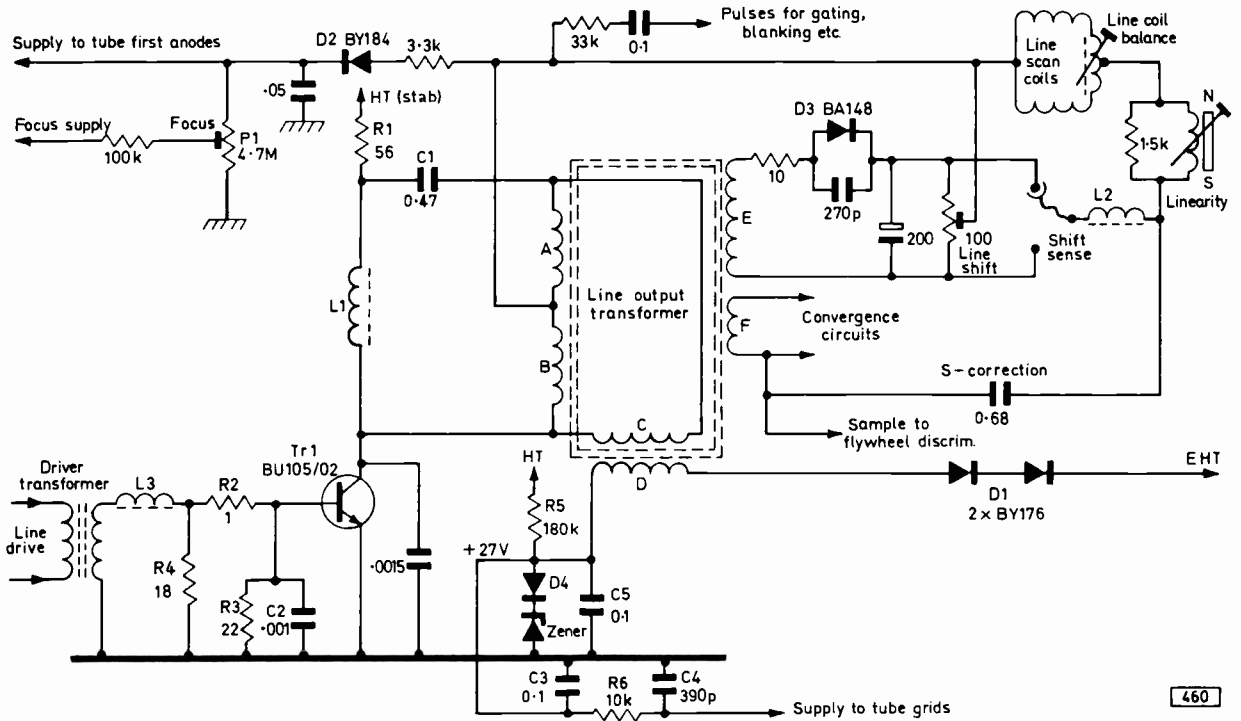 Supply to tube first anodes
D2 BY184
3·3k
33k
0·1
Pulses for gating,
blanking etc.
Line coil
balance
Line
scan
coils
·05
HT (stab)
Focus supply
Focus
P1
4·7M
100k
R1
56
C1
0·47
D3 BA148
10
270p
200
100
Line
shift
E
Shift
sense
L2
1·5k
N
S
Linearity
A
B
L1
Line output
transformer
F
Convergence
circuits
S-correction
0·68
C
Sample to
flywheel discrim.
D
EHT
D1
2 x BY176
Tr1
BU105/02
Driver
transformer
Line
drive
L3
R2
1
R4
18
R3
22
C2
·001
·0015
HT
R5
180k
+27V
D4
Zener
C5
0·1
C3
0·1
R6
10k
C4
390p
Supply to tube grids
460